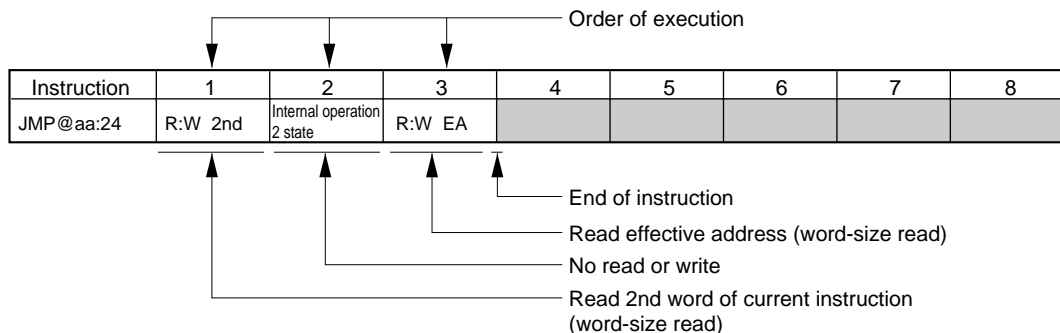 Order of execution
Instruction 1 2 3 4 5 6 7 8
JMP@aa:24 R:W 2nd Internal operation 2 state R:W EA
End of instruction
Read effective address (word-size read)
No read or write
Read 2nd word of current instruction
(word-size read)